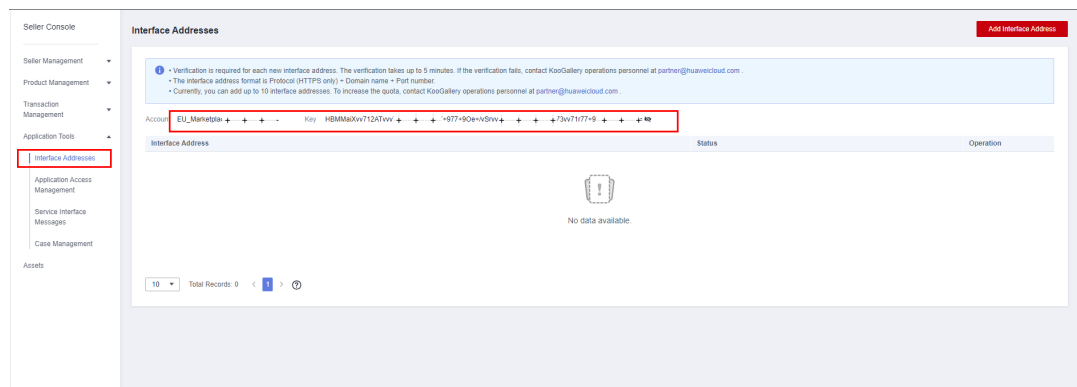 Seller Console
Interface Addresses
Add Interface Address
Seller Management
Product Management
Transaction
Management
Application Tools
Interface Addresses
Application Access
Management
Service Interface
Messages
Case Management
Assets
• Verification is required for each new interface address. The verification takes up to 5 minutes. If the verification fails, contact KooGallery operations personnel at partner@huaweicloud.com .
• The interface address format is Protocol (HTTPS only) + Domain name + Port number.
• Currently, you can add up to 10 interface addresses. To increase the quota, contact KooGallery operations personnel at partner@huaweicloud.com .
Account EU_Marketpla Key
Interface Address Status Operation
No data available.
10 Total Records: 0 < 1 >